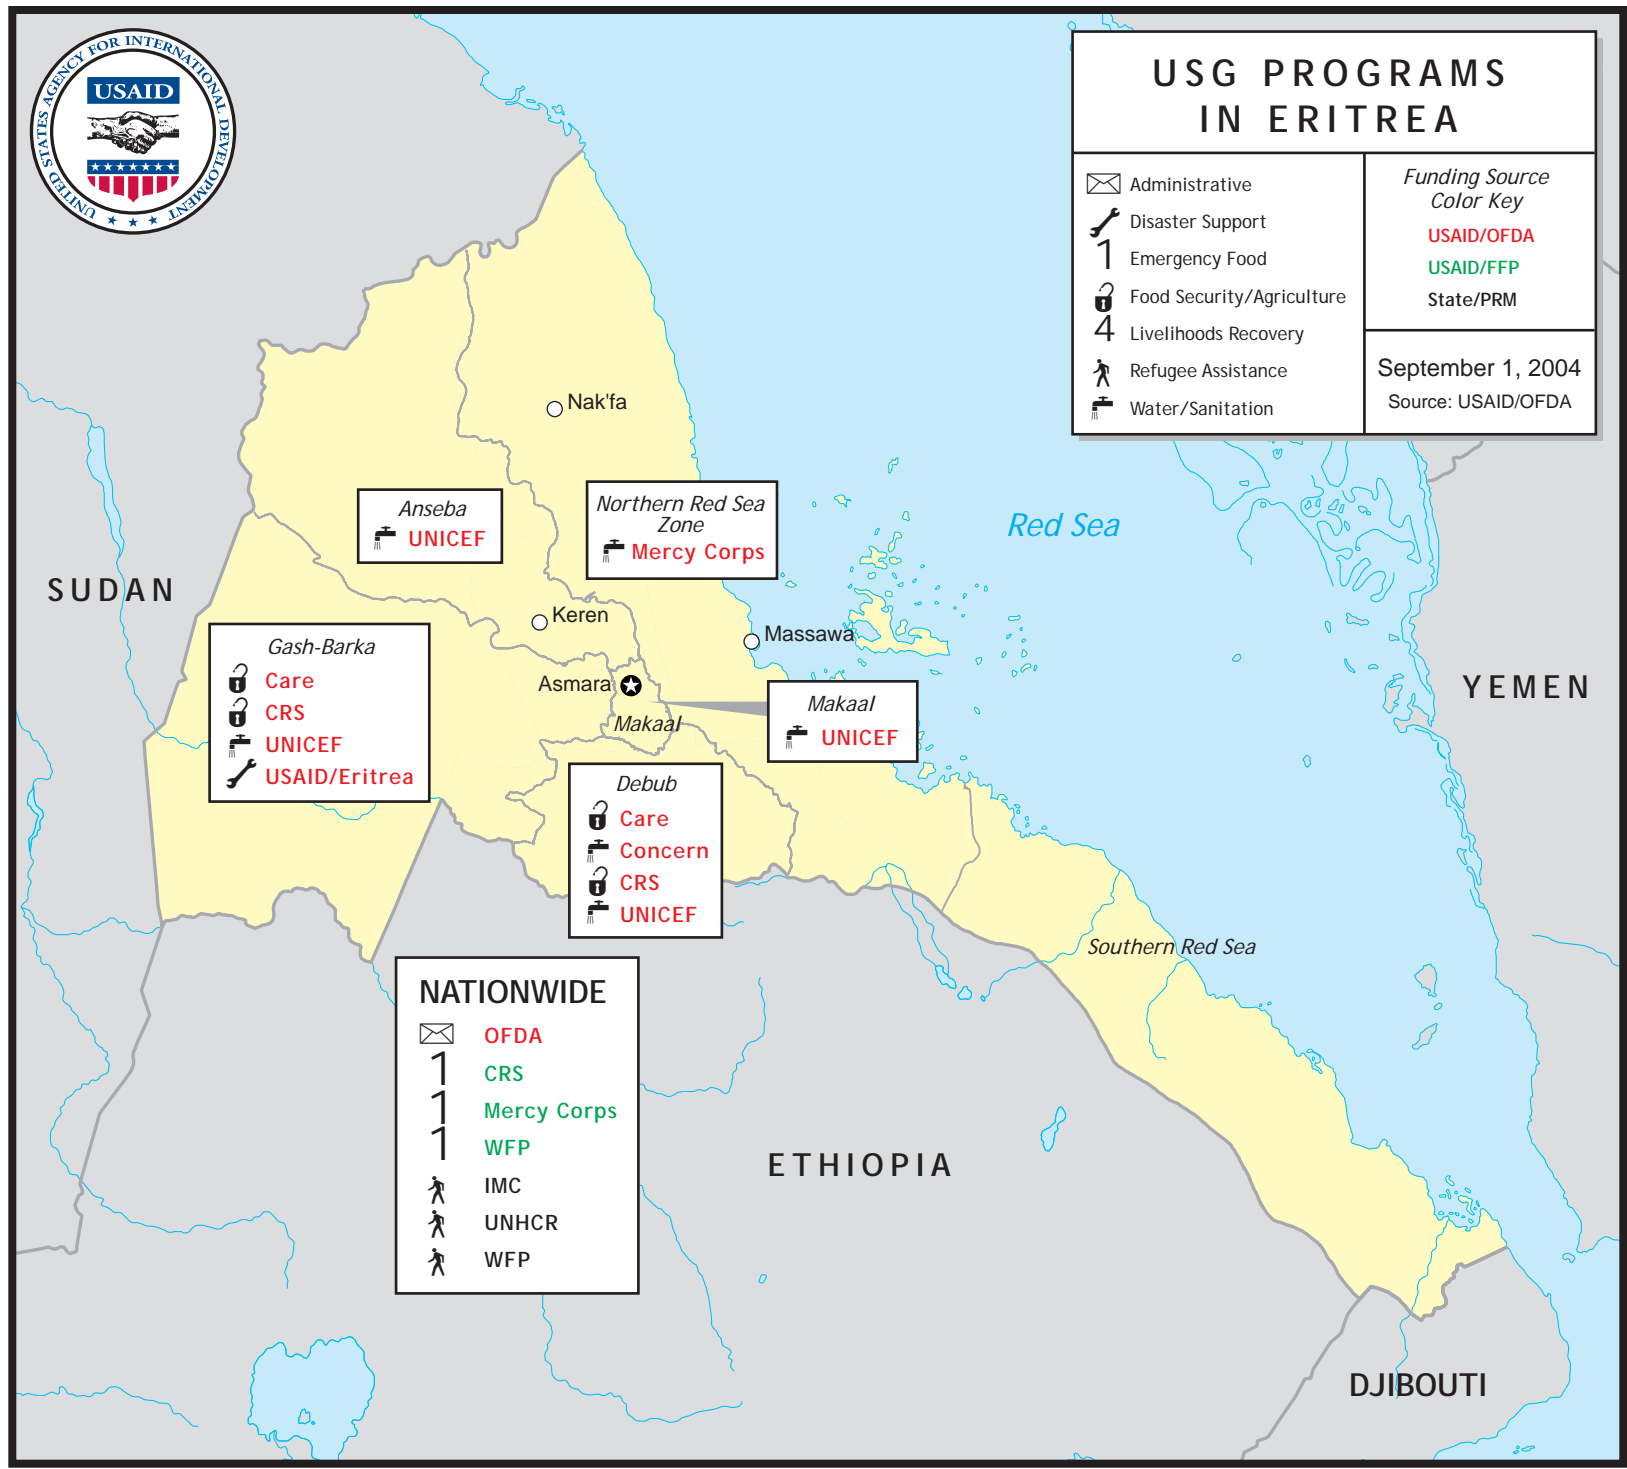 UNITED STATES AGENCY FOR INTERNATIONAL DEVELOPMENT
USAID
USG PROGRAMS
IN ERITREA
Administrative
Disaster Support
1 Emergency Food
Food Security/Agriculture
4 Livelihoods Recovery
Refugee Assistance
Water/Sanitation
Funding Source
Color Key
USAID/OFDA
USAID/FFP
State/PRM
September 1, 2004
Source: USAID/OFDA
Nak'fa
Anseba
UNICEF
Northern Red Sea
Zone
Mercy Corps
Red Sea
SUDAN
Keren
Massawa
Gash-Barka
Care
CRS
UNICEF
USAID/Eritrea
Asmara
Makaal
Makaal
UNICEF
YEMEN
Debub
Care
Concern
CRS
UNICEF
Southern Red Sea
NATIONWIDE
OFDA
1 CRS
1 Mercy Corps
1 WFP
IMC
UNHCR
WFP
ETHIOPIA
DJIBOUTI